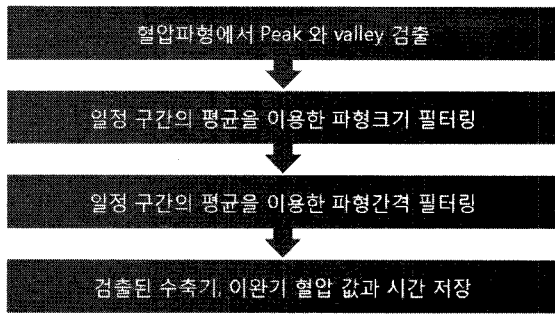 혈압파형에서 Peak 와 valley 검출
일정 구간의 평균을 이용한 파형크기 필터링
일정 구간의 평균을 이용한 파형간격 필터링
검출된 수축기, 이완기 혈압 값과 시간 저장